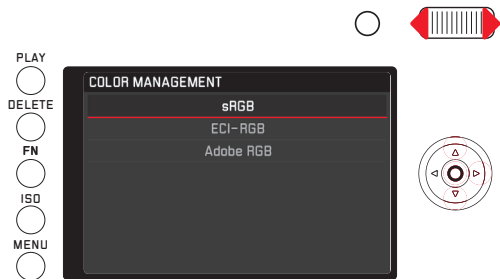 PLAY
DELETE
FN
ISO
MENU
COLOR MANAGEMENT
sRGB
ECI-RGB
Adobe RGB